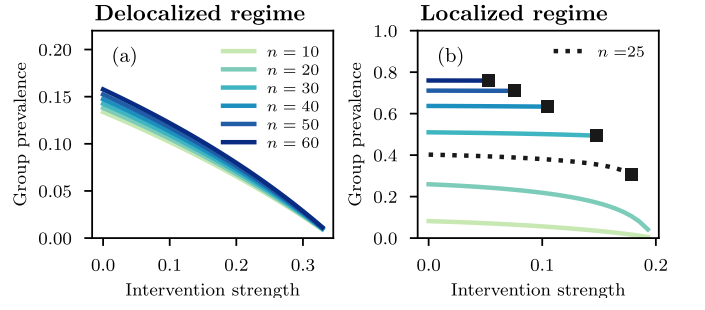 Delocalized regime
Group prevalence
0.20
0.15
0.10
0.05
0.00
(a)
n = 10
n = 20
n = 30
n = 40
n = 50
n = 60
0.0 0.1 0.2 0.3
Intervention strength
Localized regime
Group prevalence
1.0
0.8
0.6
0.4
0.2
0.0
(b)
n =25
0.0 0.1 0.2
Intervention strength